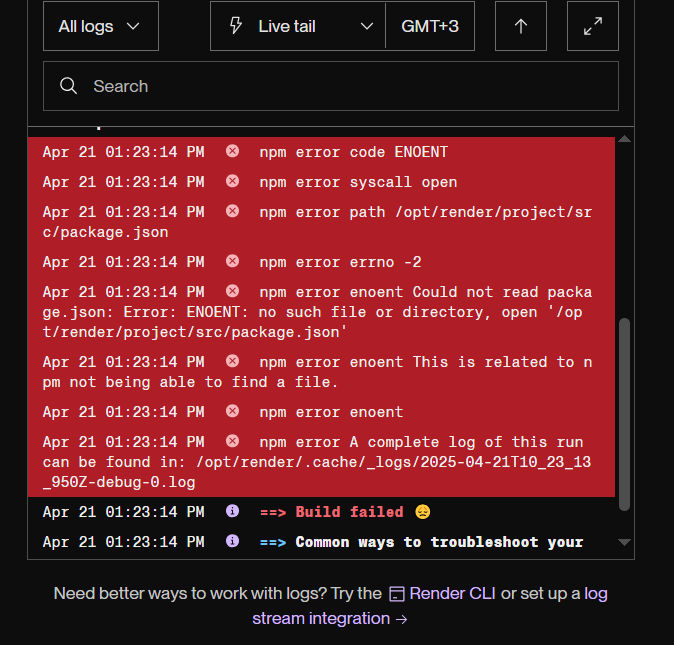 All logs
Live tail
GMT+3
Search
Apr 21 01:23:14 PM npm error code ENOENT
Apr 21 01:23:14 PM npm error syscall open
Apr 21 01:23:14 PM npm error path /opt/render/project/sr
c/package.json
Apr 21 01:23:14 PM npm error errno -2
Apr 21 01:23:14 PM npm error enoent Could not read packa
ge.json: Error: ENOENT: no such file or directory, open '/op
t/render/project/src/package.json'
Apr 21 01:23:14 PM npm error enoent This is related to n
pm not being able to find a file.
Apr 21 01:23:14 PM npm error enoent
Apr 21 01:23:14 PM npm error A complete log of this run
can be found in: /opt/render/.cache/_logs/2025-04-21T10_23_13
_950Z-debug-0.log
Apr 21 01:23:14 PM ==> Build failed 😞
Apr 21 01:23:14 PM ==> Common ways to troubleshoot your
Need better ways to work with logs? Try the Render CLI or set up a log
stream integration →